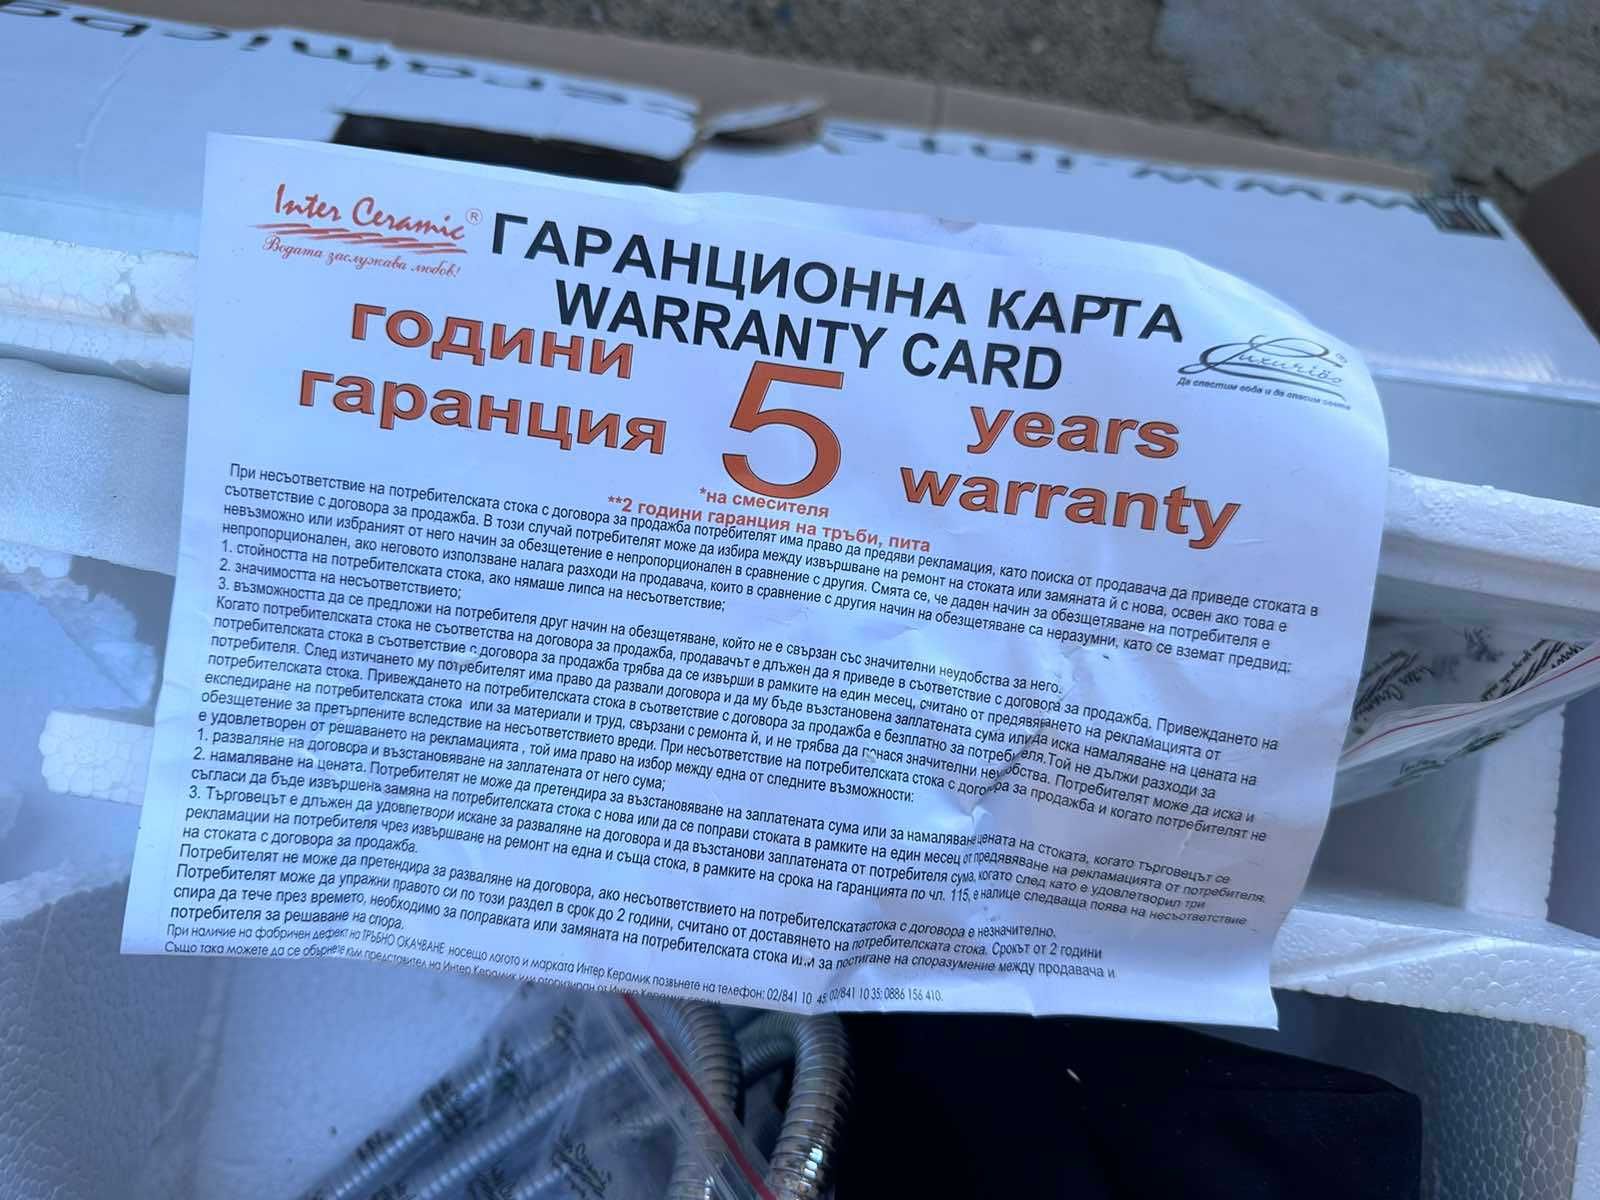 Inter Ceramic ®
Водата заслужава любов!
ГАРАНЦИОННА КАРТА
WARRANTY CARD
Luxurius
Да спестим вода и да спасим света
години
гаранция
5
years
warranty
*на смесителя
**2 години гаранция на тръби, пита
При несъответствие на потребителската стока с договора за продажба потребителят има право да предяви рекламация, като поиска от продавача да приведе стоката в
съответствие с договора за продажба. В този случай потребителят може да избира между извършване на ремонт на стоката или замяната й с нова, освен ако това е
невъзможно или избраният от него начин за обезщетение е непропорционален в сравнение с другия. Смята се, че даден начин за обезщетяване на потребителя е
непропорционален, ако неговото използване налага разходи на продавача, които в сравнение с другия начин на обезщетяване са неразумни, като се вземат предвид:
1. стойността на потребителската стока, ако нямаше липса на несъответствие;
2. значимостта на несъответствието;
3. възможността да се предложи на потребителя друг начин на обезщетяване, който не е свързан със значителни неудобства за него.
Когато потребителската стока не съответства на договора за продажба, продавачът е длъжен да я приведе в съответствие с договора за продажба. Привеждането на
потребителската стока в съответствие с договора за продажба трябва да се извърши в рамките на един месец, считано от предявяването на рекламацията от
потребителя. След изтичането му потребителят има право да развали договора и да му бъде възстановена заплатената сума или да иска намаляване на цената на
потребителската стока. Привеждането на потребителската стока в съответствие с договора за продажба е безплатно за потребителя. Той не дължи разходи за
експедиране на потребителската стока или за материали и труд, свързани с ремонта й, и не трябва да понася значителни неудобства. Потребителят може да иска и
обезщетение за претърпените вследствие на несъответствието вреди. При несъответствие на потребителската стока с договора за продажба и когато потребителят не
е удовлетворен от решаването на рекламацията , той има право на избор между една от следните възможности:
1. разваляне на договора и възстановяване на заплатената от него сума;
2. намаляване на цената. Потребителят не може да претендира за възстановяване на заплатената сума или за намаляване цената на стоката, когато търговецът се
съгласи да бъде извършена замяна на потребителската стока с нова или да се поправи стоката в рамките на един месец от предявяване на рекламацията от потребителя.
3. Търговецът е длъжен да удовлетвори искане за разваляне на договора и да възстанови заплатената от потребителя сума, когато след като е удовлетворил три
рекламации на потребителя чрез извършване на ремонт на една и съща стока, в рамките на срока на гаранцията по чл. 115, е налице следваща поява на несъответствие
на стоката с договора за продажба.
Потребителят не може да претендира за разваляне на договора, ако несъответствието на потребителскатастока с договора е незначително.
Потребителят може да упражни правото си по този раздел в срок до 2 години, считано от доставянето на потребителската стока. Срокът от 2 години
спира да тече през времето, необходимо за поправката или замяната на потребителската стока или за постигане на споразумение между продавача и
потребителя за решаване на спора.
При наличие на фабричен дефект на ТРЪБНО ОКАЧВАНЕ, носещо логото и марката Интер Керамик позвънете на телефон: 02/841 10 45; 02/841 10 35; 0886 156 410.
Също така можете да се обърнете към представител на Интер Керамик или оторизиран от Интер Керамик